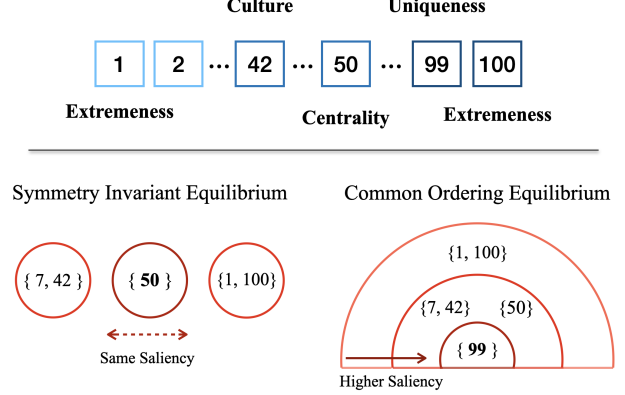 Culture Uniqueness
1 2 ... 42 ... 50 ... 99 100
Extremeness Centrality Extremeness
Symmetry Invariant Equilibrium
{ 7, 42 } { 50 } {1, 100}
Same Saliency
Common Ordering Equilibrium
{1, 100}
{7, 42} {50}
{ 99 }
Higher Saliency